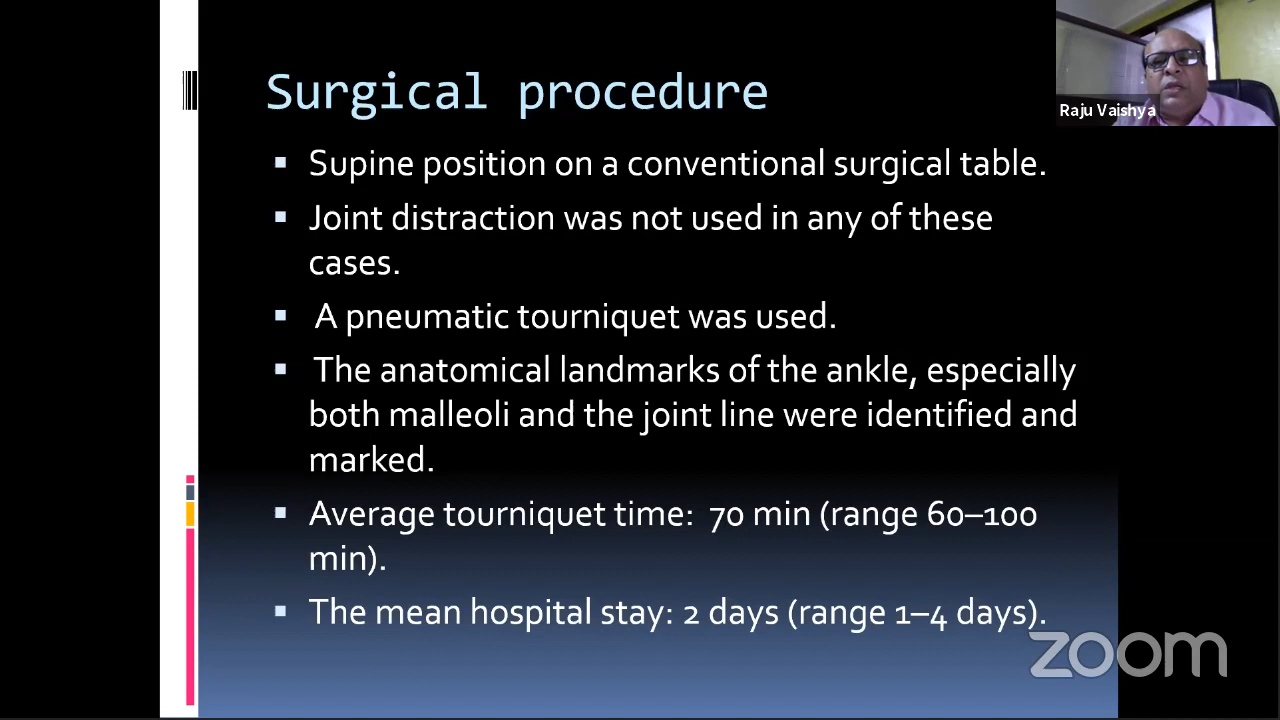 Surgical procedure
Raju Vaishya
▪ Supine position on a conventional surgical table.
▪ Joint distraction was not used in any of these
cases.
▪ A pneumatic tourniquet was used.
▪ The anatomical landmarks of the ankle, especially
both malleoli and the joint line were identified and
marked.
▪ Average tourniquet time: 70 min (range 60–100
min).
▪ The mean hospital stay: 2 days (range 1–4 days).
zoom